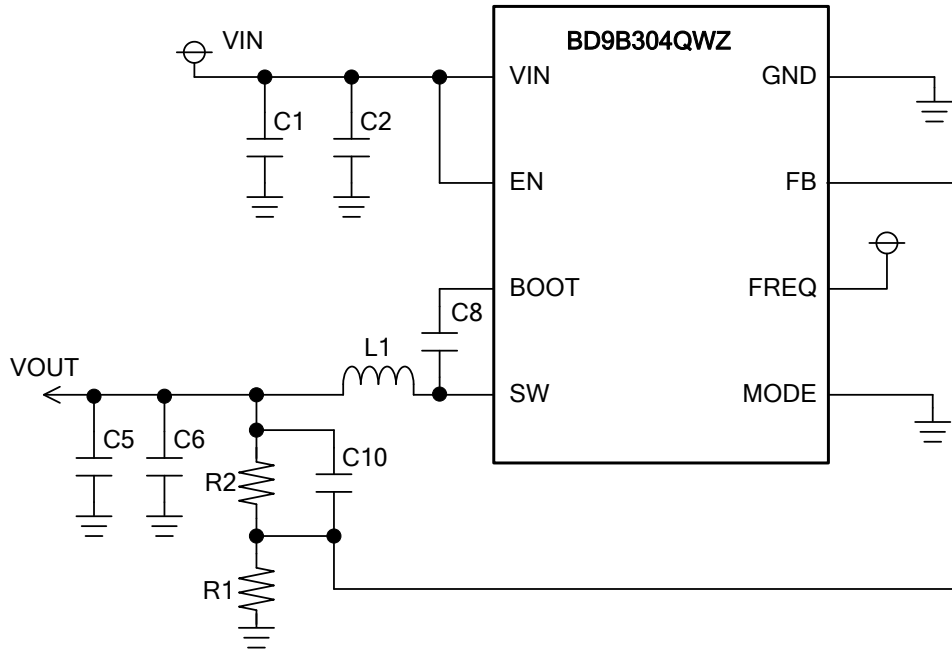 VIN
BD9B304QWZ
VIN
GND
C1
C2
EN
FB
BOOT
FREQ
C8
L1
VOUT
SW
MODE
C5
C6
C10
R2
R1